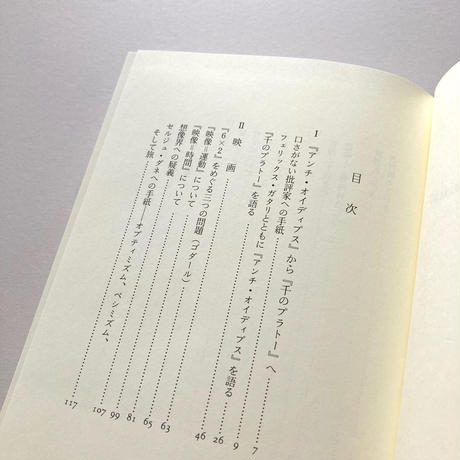 目次
I 『アンチ・オイディプス』から『千のプラトー』へ 7
口さがない批評家への手紙 9
フェリックス・ガタリとともに『アンチ・オイディプス』を語る 26
『千のプラトー』を語る 46
II 映画 63
『6×2』をめぐる三つの問題(ゴダール) 65
『映像=運動』について 81
『映像=時間』について 99
想像界への疑義 107
セルジュ・ダネへの手紙——オプティミズム、ペシミズム、
そして旅 117